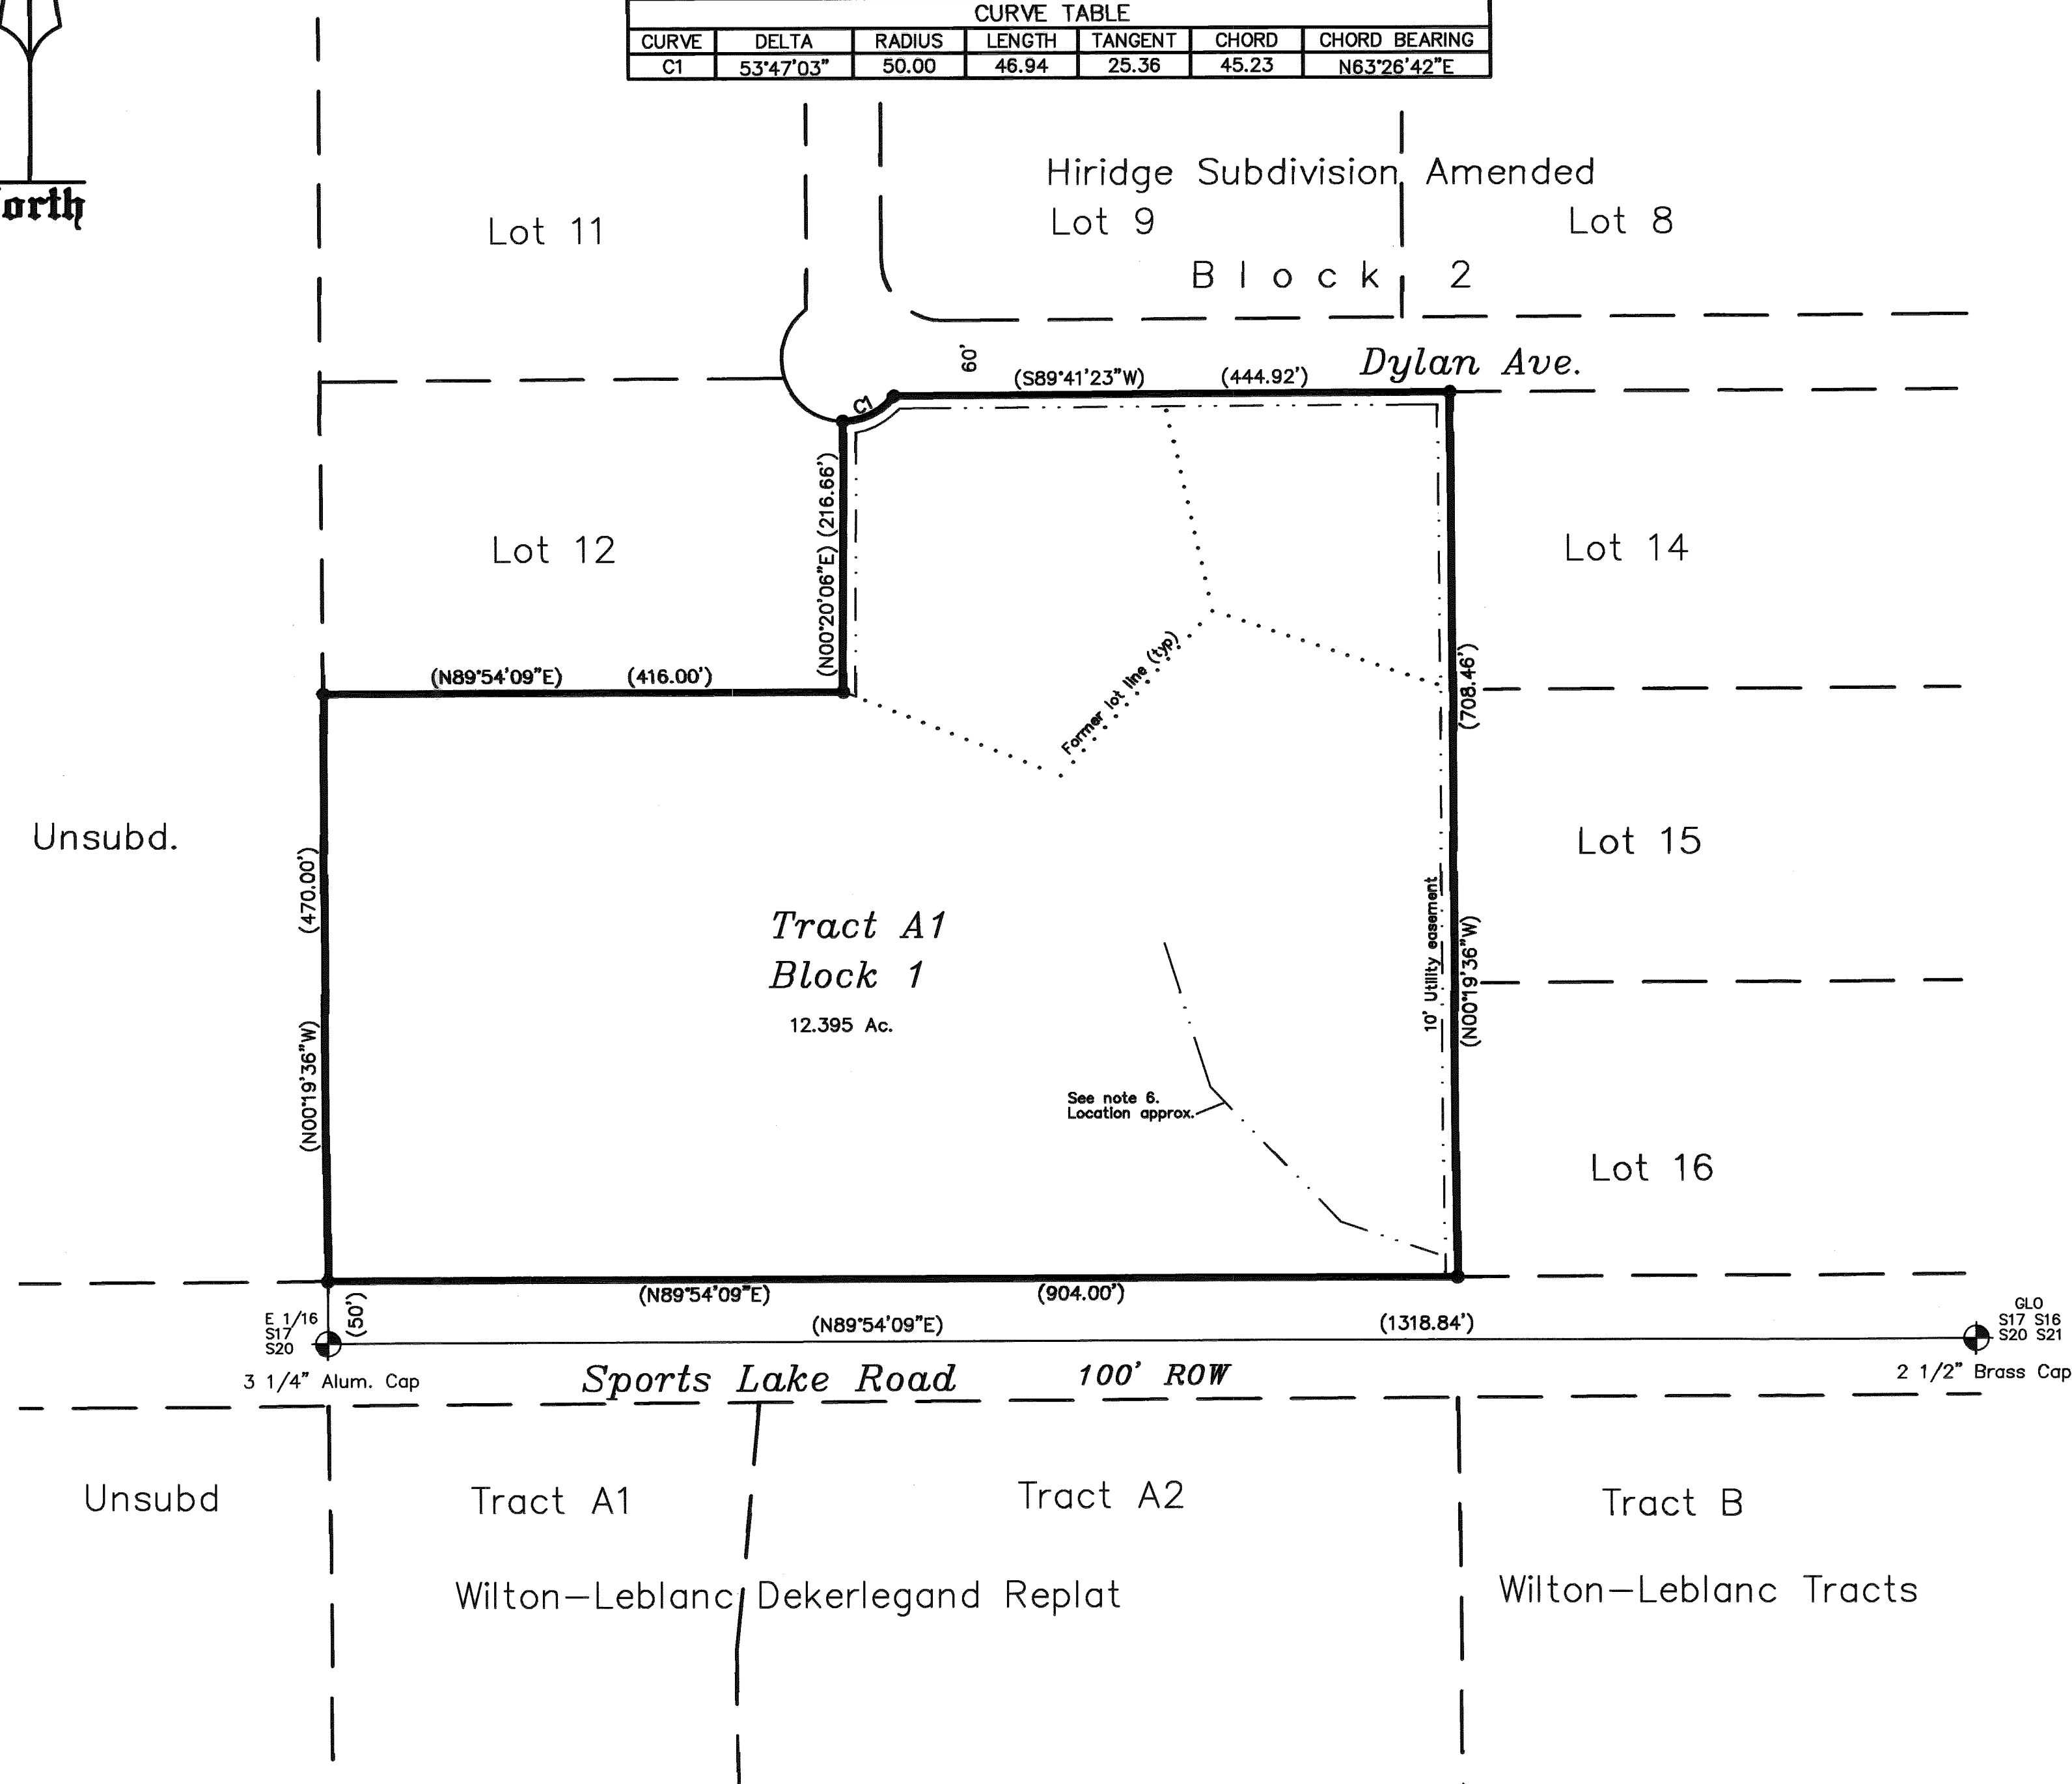 CURVE TABLE
CURVE DELTA RADIUS LENGTH TANGENT CHORD CHORD BEARING
C1 53°47'03" 50.00 46.94 25.36 45.23 N63°26'42"E
orth
Hiridge Subdivision Amended
Lot 11
Lot 9
Lot 8
Block 2
60'
Dylan Ave.
(S89°41'23"W) (444.92')
C1
(N00°20'06"E) (216.66')
Lot 12
Lot 14
(N89°54'09"E) (416.00')
Former lot line (typ)
(708.46')
Unsubd.
Lot 15
(470.00')
10' Utility easement
(N00°19'36"W)
Tract A1
Block 1
12.395 Ac.
(N00°19'36"W)
See note 6.
Location approx.
Lot 16
(N89°54'09"E) (904.00')
(50')
E 1/16
S17
S20
(N89°54'09"E) (1318.84')
GLO
S17 S16
S20 S21
3 1/4" Alum. Cap
Sports Lake Road 100' ROW
2 1/2" Brass Cap
Unsubd
Tract A1
Tract A2
Tract B
Wilton-Leblanc Dekerlegand Replat
Wilton-Leblanc Tracts